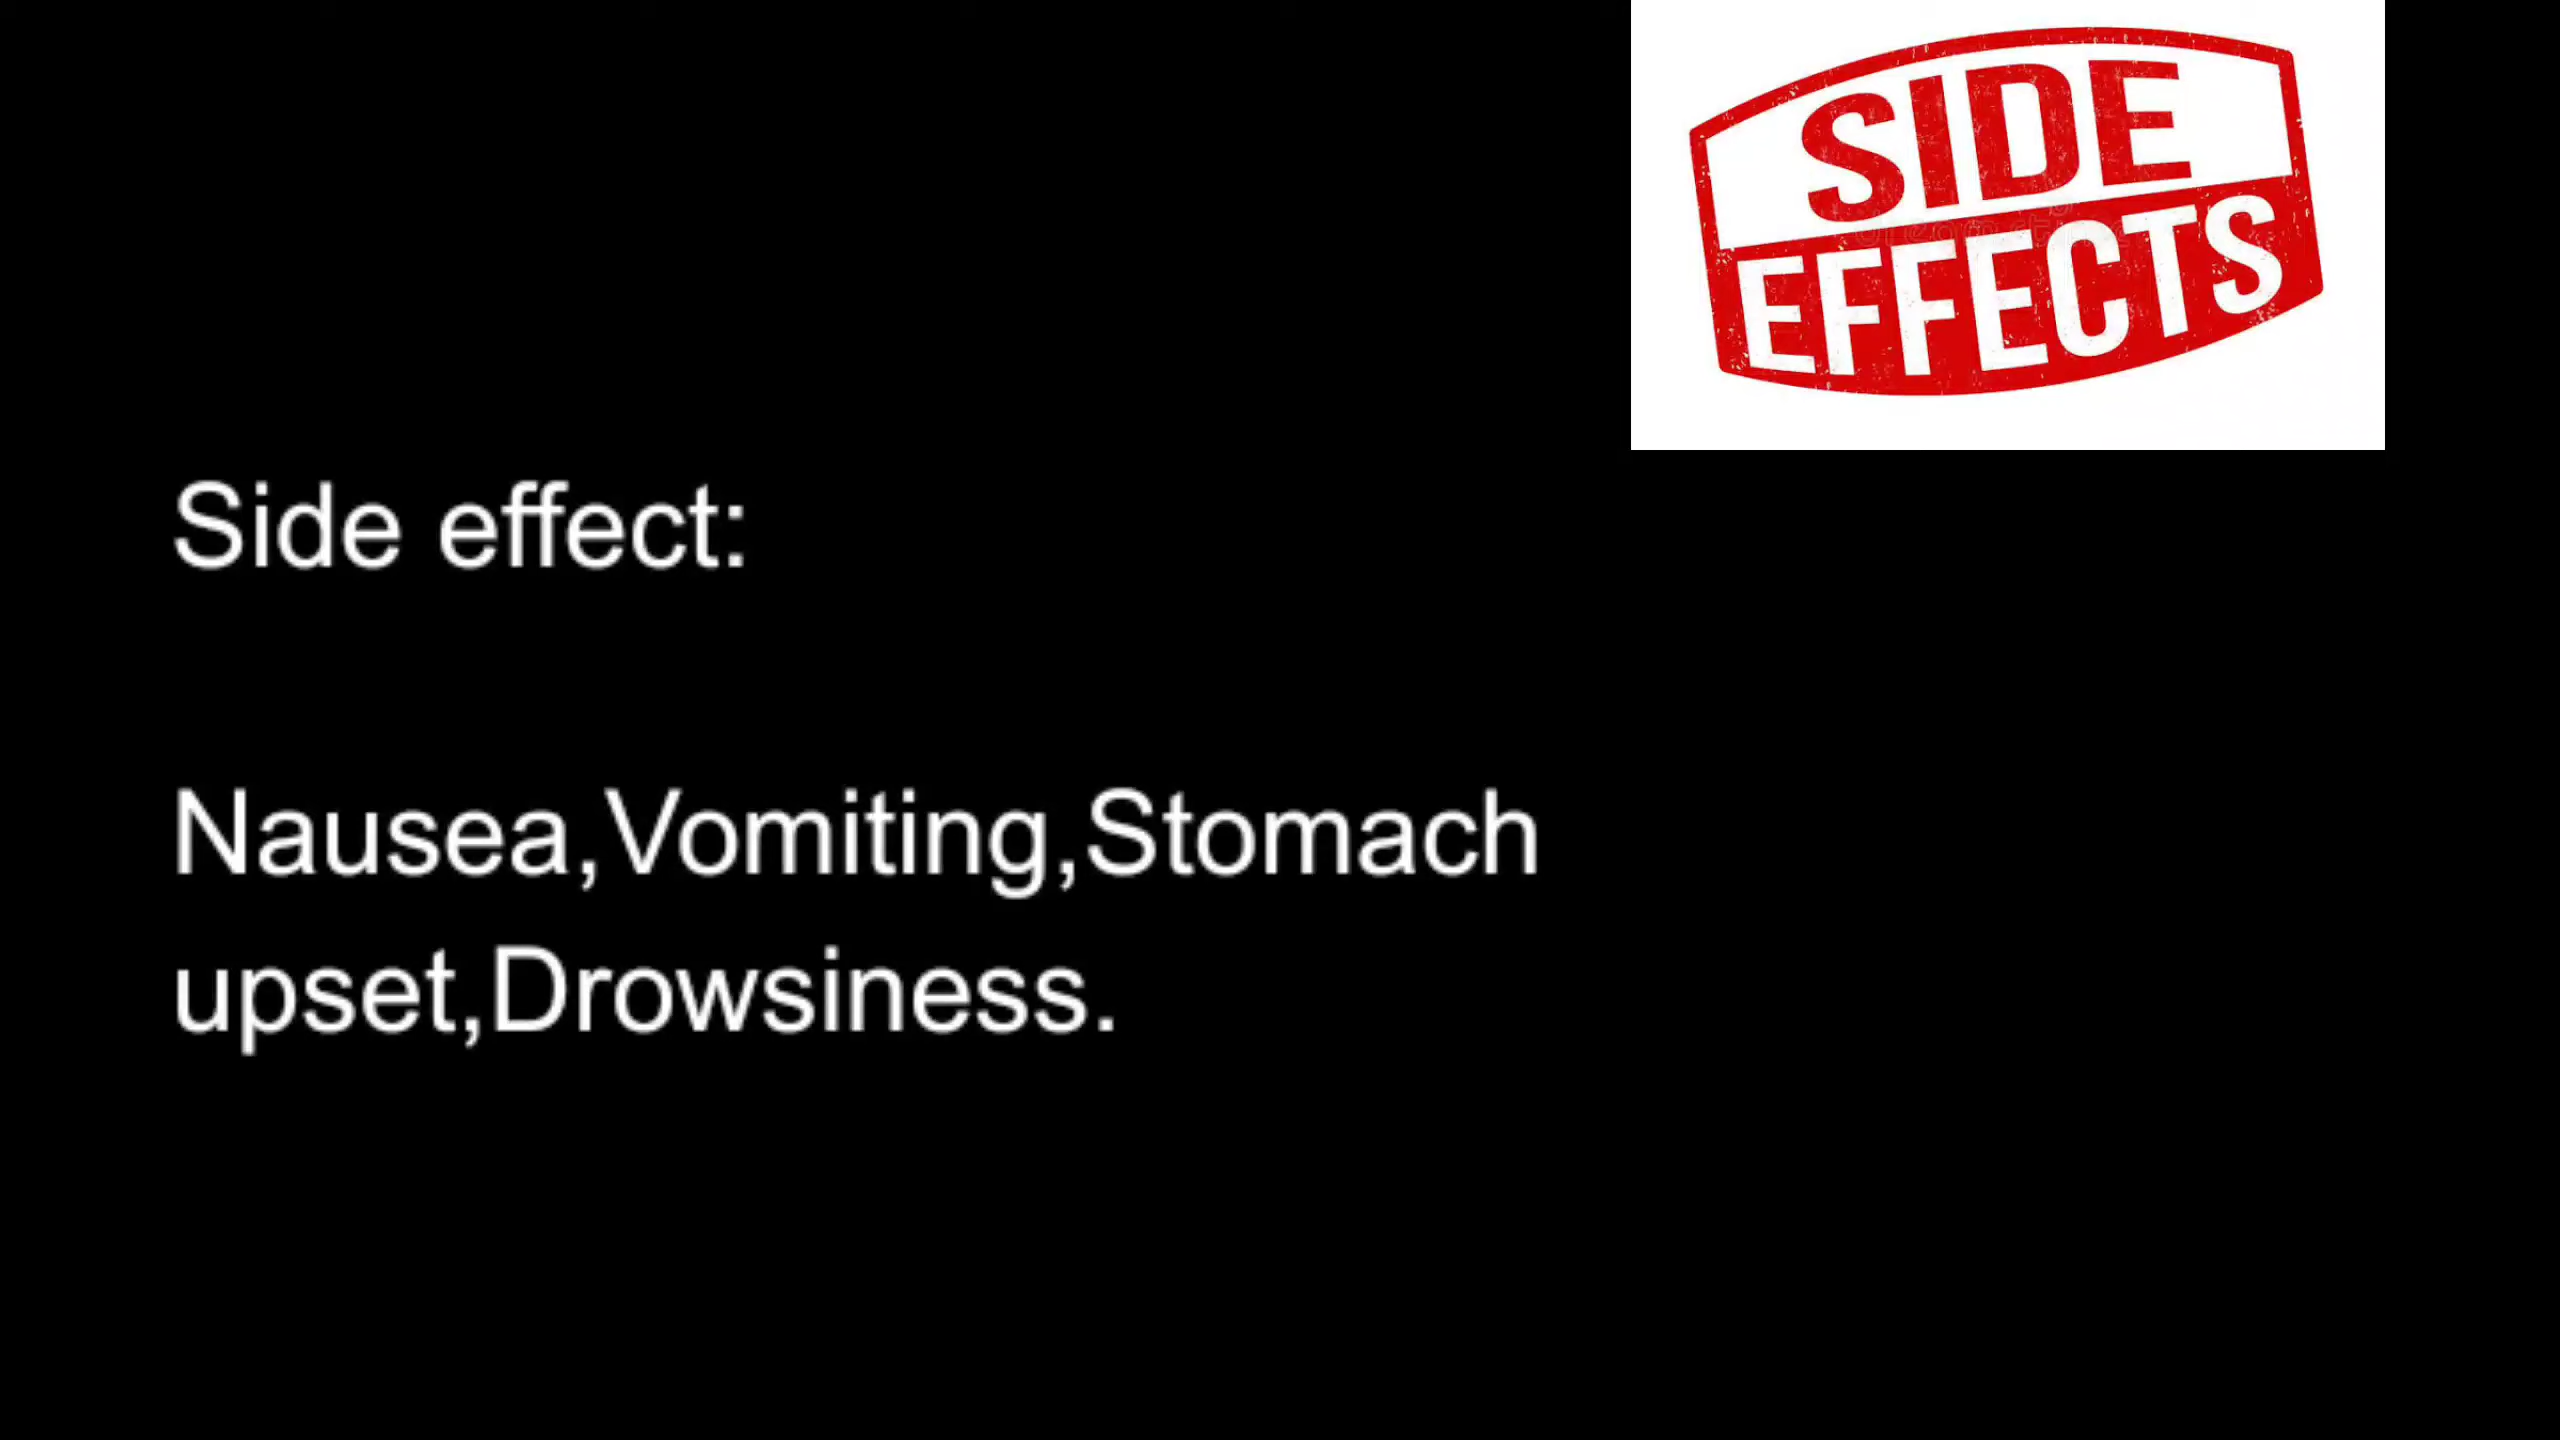 SIDE
EFFECTS
Side effect:
Nausea,Vomiting,Stomach
upset,Drowsiness.